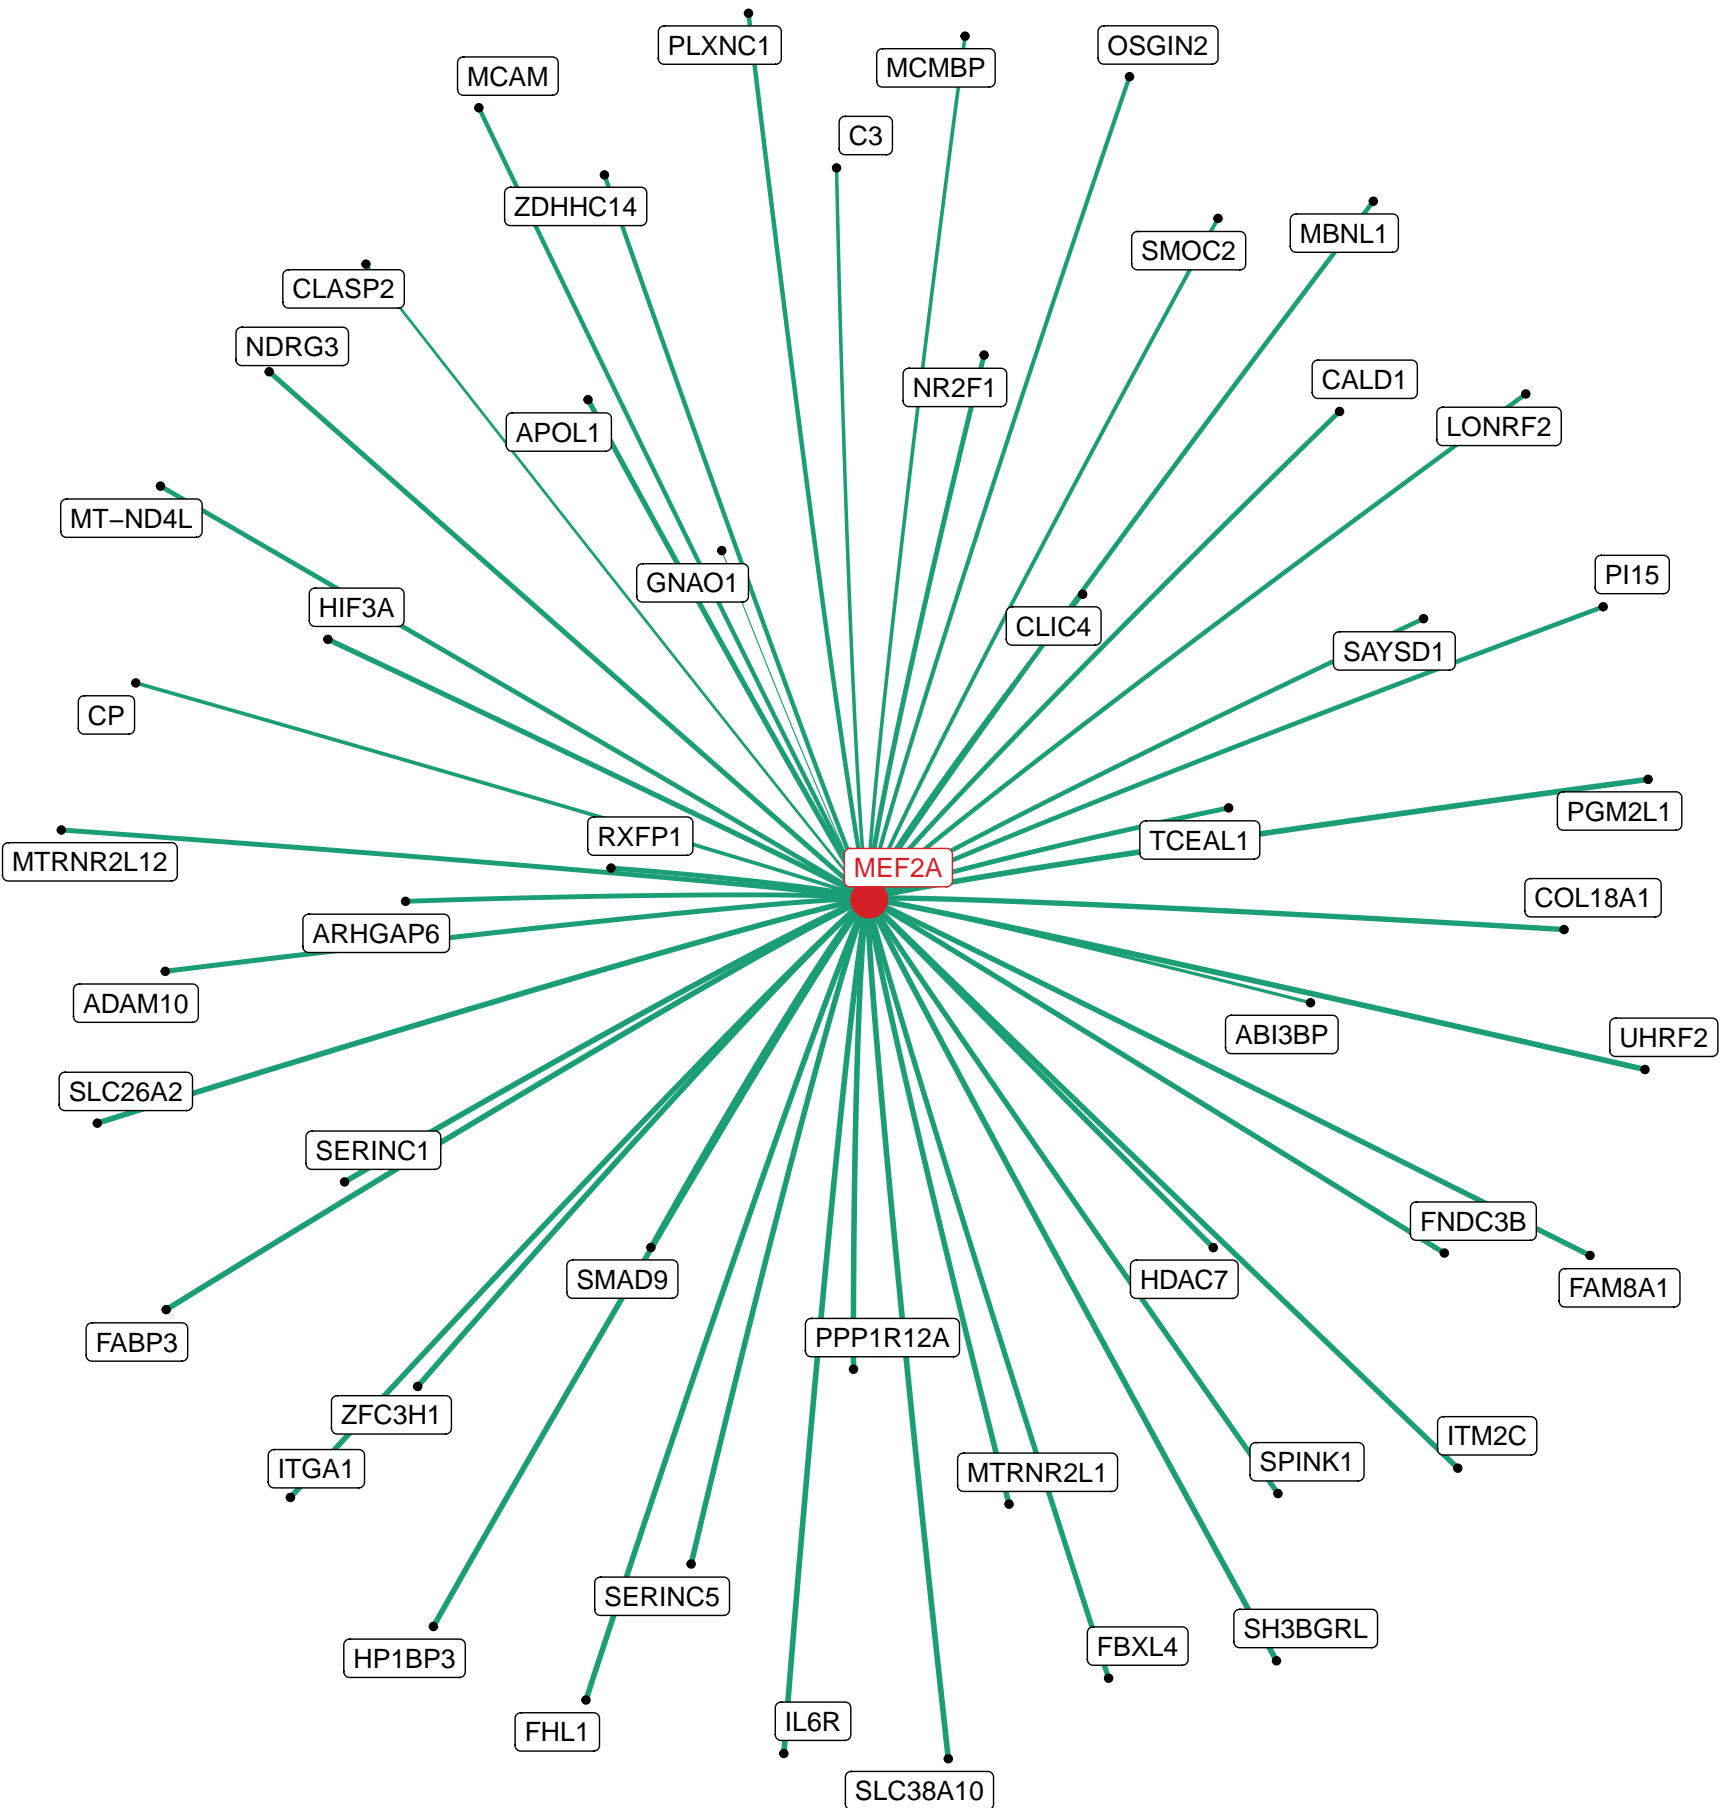 PLXNC1
OSGIN2
MCMBP
MCAM
C3
ZDHHC14
MBNL1
SMOC2
CLASP2
NDRG3
CALD1
NR2F1
LONRF2
APOL1
MT−ND4L
PI15
GNAO1
HIF3A
CLIC4
SAYSD1
CP
PGM2L1
RXFP1
TCEAL1
MTRNR2L12
MEF2A
COL18A1
ARHGAP6
ADAM10
ABI3BP
UHRF2
SLC26A2
SERINC1
FNDC3B
SMAD9
HDAC7
FAM8A1
PPP1R12A
FABP3
ZFC3H1
ITM2C
SPINK1
ITGA1
MTRNR2L1
SERINC5
SH3BGRL
FBXL4
HP1BP3
IL6R
FHL1
SLC38A10